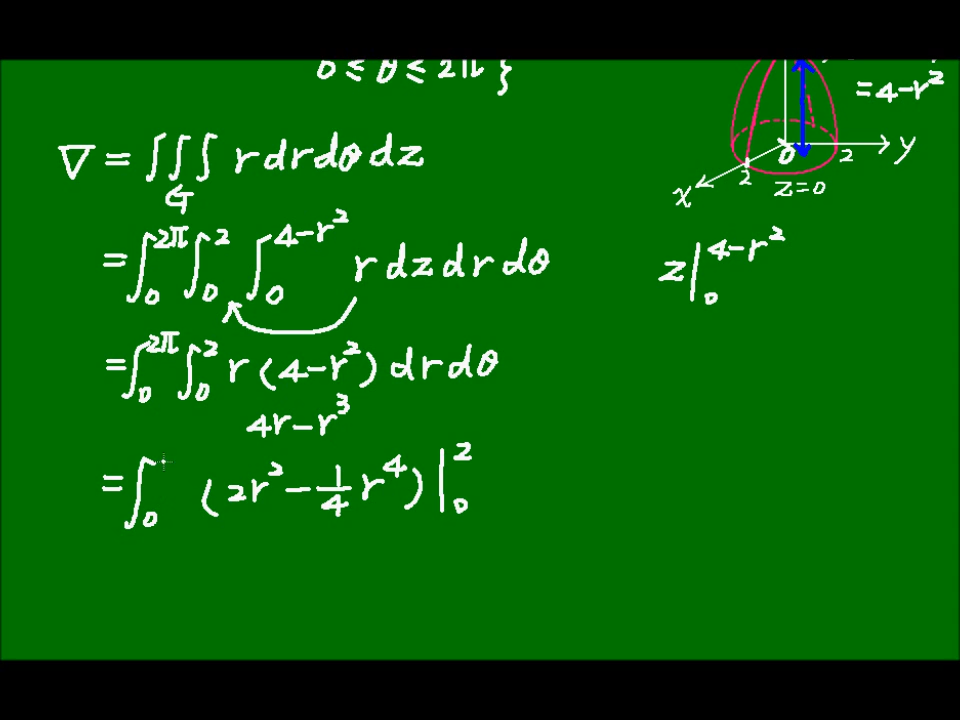 0 ≤ θ ≤ 2π }
= 4-r²
y
0
2
2
x
z=0
V = ∭_G r dr dθ dz
= ∫₀^{2π} ∫₀^{2} ∫₀^{4-r²} r dz dr dθ
z|₀^{4-r²}
= ∫₀^{2π} ∫₀^{2} r (4-r²) dr dθ
4r-r³
= ∫₀ (2r² - 1/4 r⁴) |₀^{2}